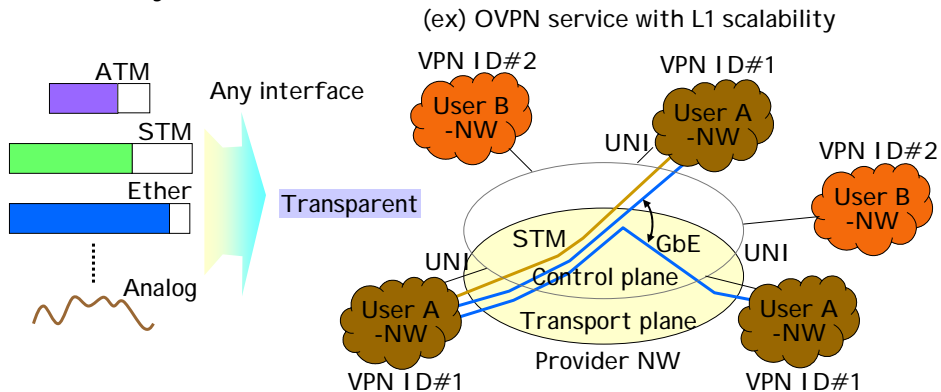 (ex) OVPN service with L1 scalability
ATM
STM
Ether
Analog
Any interface
Transparent
VPN ID#2
User B
-NW
VPN ID#1
User A
-NW
UNI
VPN ID#2
User B
-NW
STM
GbE
UNI
UNI
Control plane
Transport plane
Provider NW
User A
-NW
VPN ID#1
User A
-NW
VPN ID#1